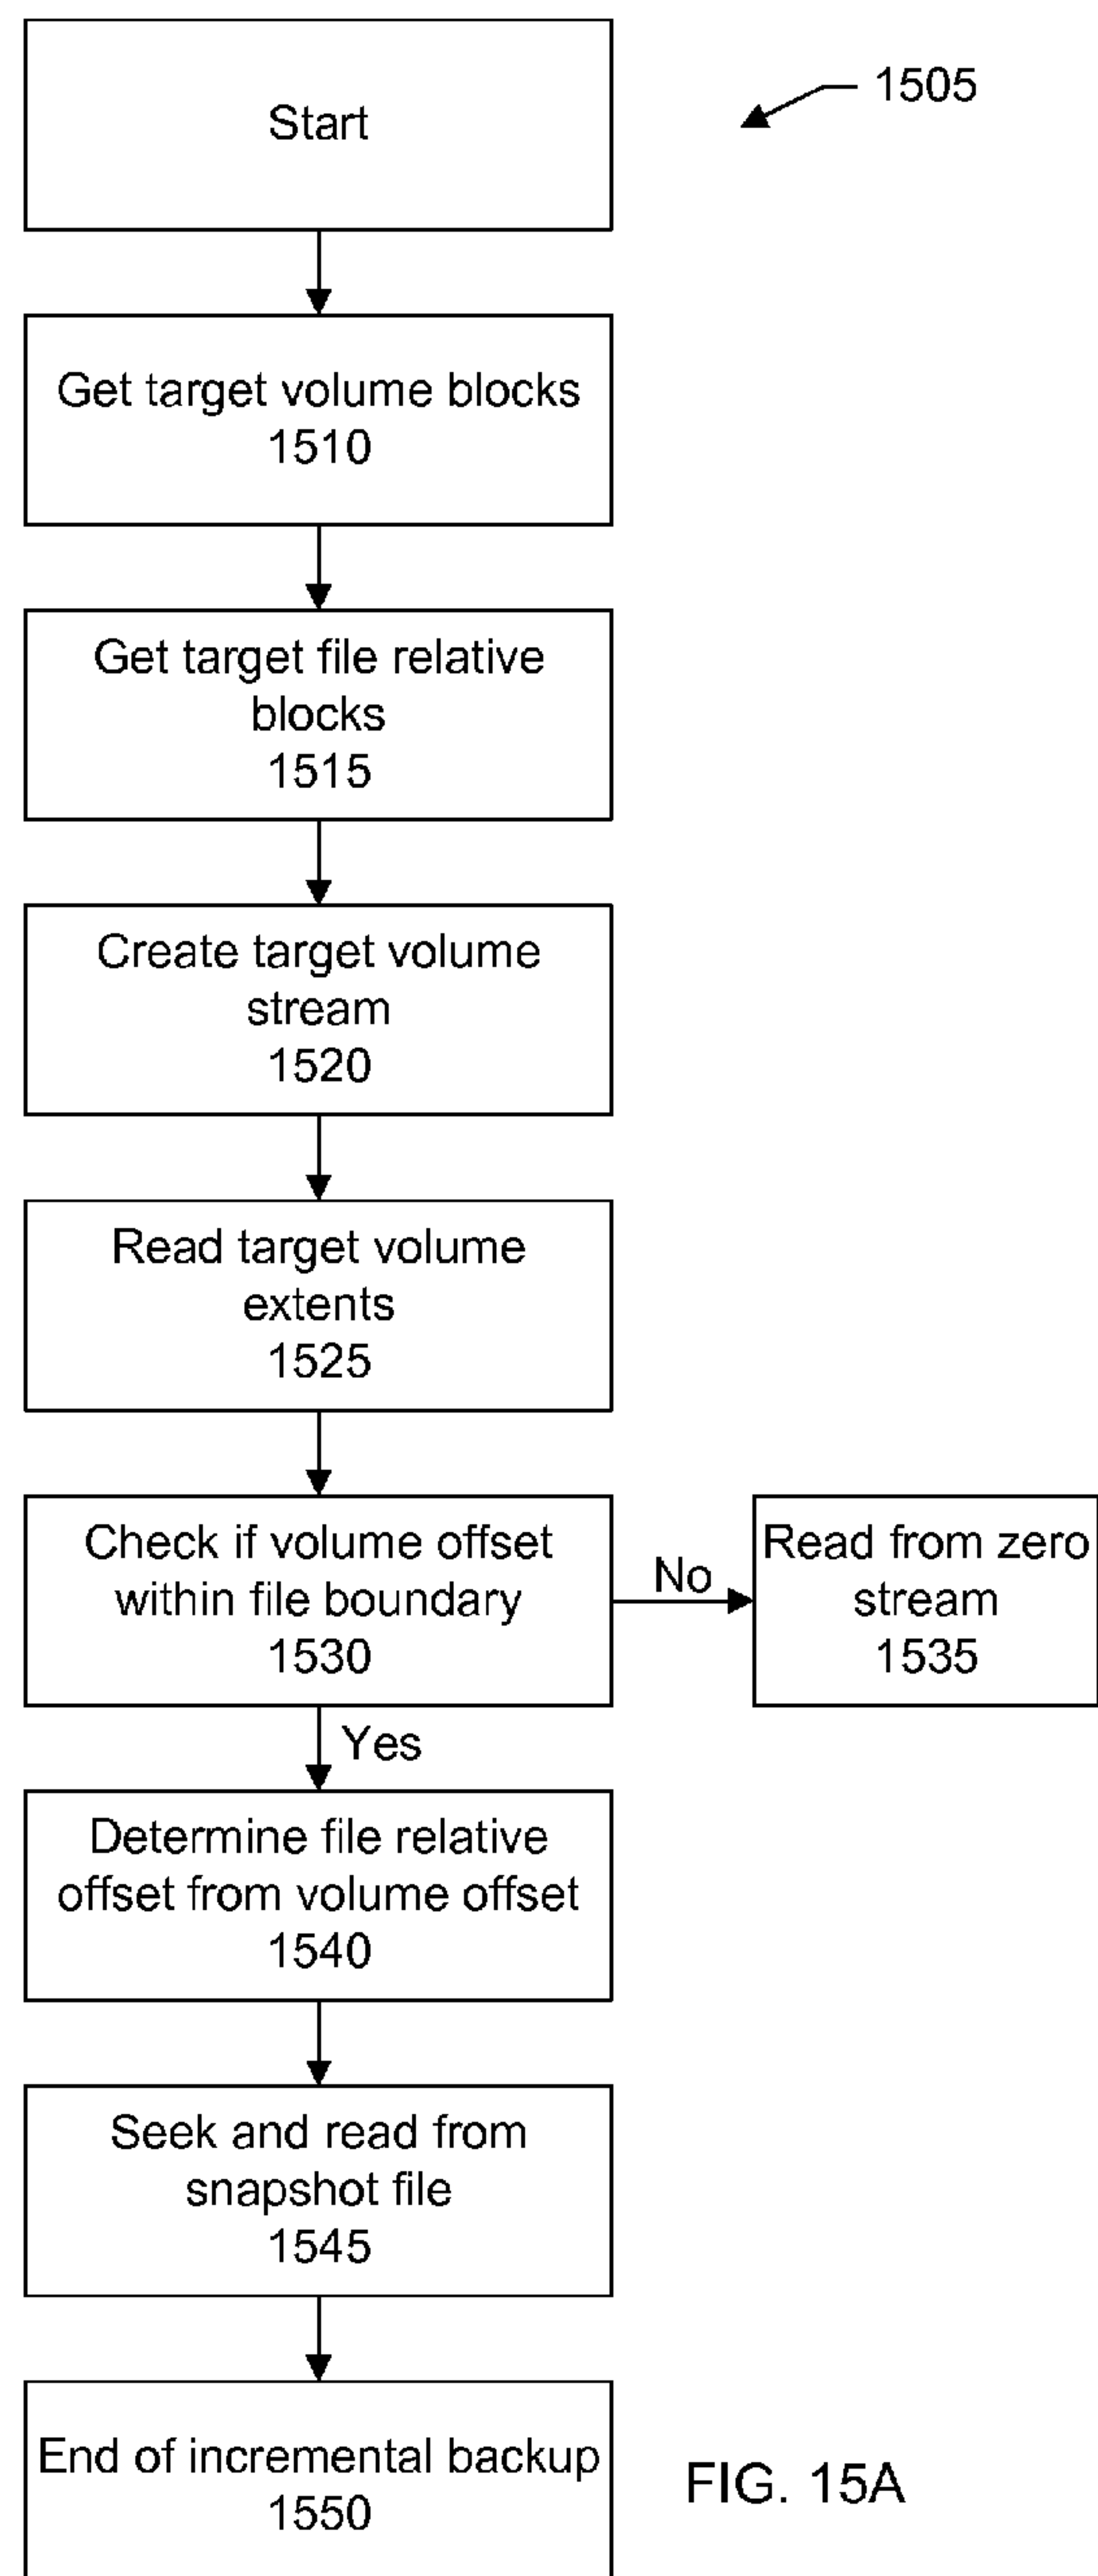 Start
1505
Get target volume blocks
1510
Get target file relative
blocks
1515
Create target volume
stream
1520
Read target volume
extents
1525
Check if volume offset
within file boundary
1530
No
Read from zero
stream
1535
Yes
Determine file relative
offset from volume offset
1540
Seek and read from
snapshot file
1545
End of incremental backup
1550
FIG. 15A